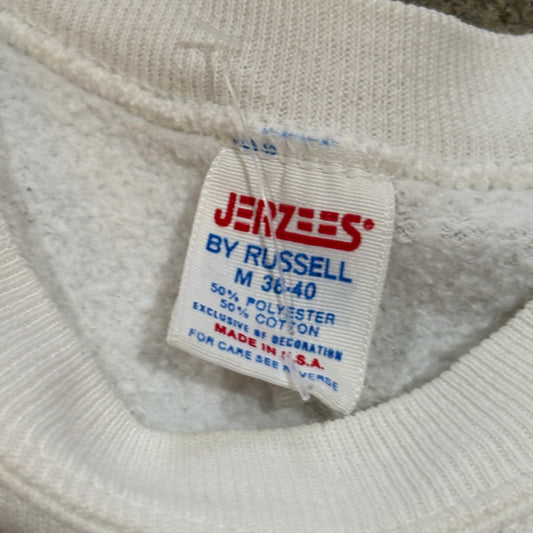 JERZEES®
BY RUSSELL
M 38-40
50% POLYESTER
50% COTTON
EXCLUSIVE OF DECORATION
MADE IN U.S.A.
FOR CARE SEE REVERSE